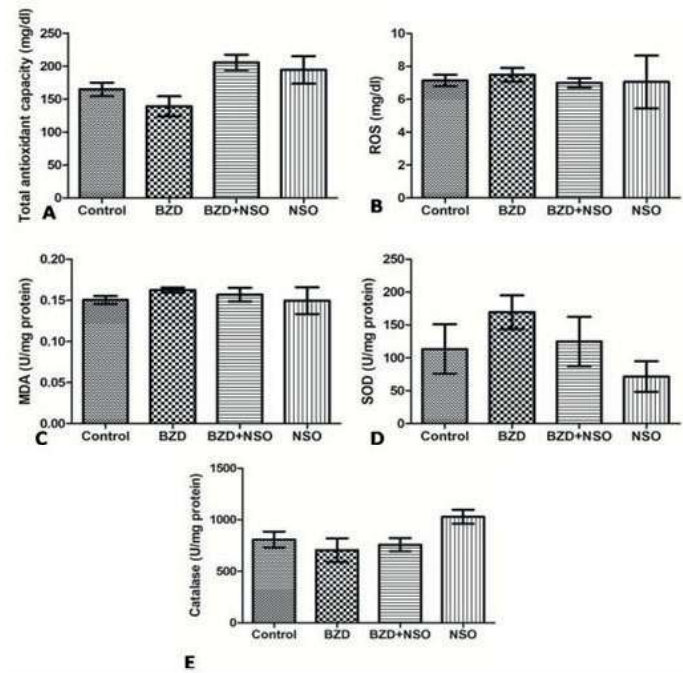 Total antioxidant capacity (mg/dl)
250
200
150
100
50
0
Control BZD BZD+NSO NSO
A
ROS (mg/dl)
10
8
6
4
2
0
Control BZD BZD+NSO NSO
B
MDA (U/mg protein)
0.20
0.15
0.10
0.05
0.00
Control BZD BZD+NSO NSO
C
SOD (U/mg protein)
250
200
150
100
50
0
Control BZD BZD+NSO NSO
D
Catalase (U/mg protein)
1500
1000
500
0
Control BZD BZD+NSO NSO
E